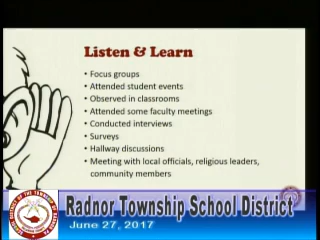 Listen & Learn
• Focus groups
• Attended student events
• Observed in classrooms
• Attended some faculty meetings
• Conducted interviews
• Surveys
• Hallway discussions
• Meeting with local officials, religious leaders,
community members
Radnor Township School District
June 27, 2017